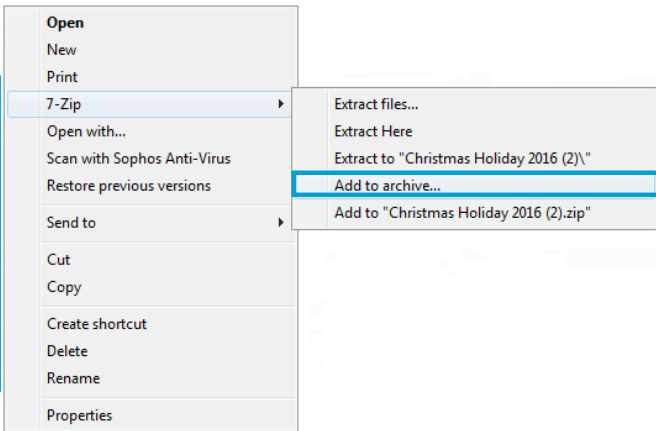 Open
New
Print
7-Zip
Open with...
Scan with Sophos Anti-Virus
Restore previous versions
Send to
Cut
Copy
Create shortcut
Delete
Rename
Properties
Extract files...
Extract Here
Extract to "Christmas Holiday 2016 (2)\"
Add to archive...
Add to "Christmas Holiday 2016 (2).zip"